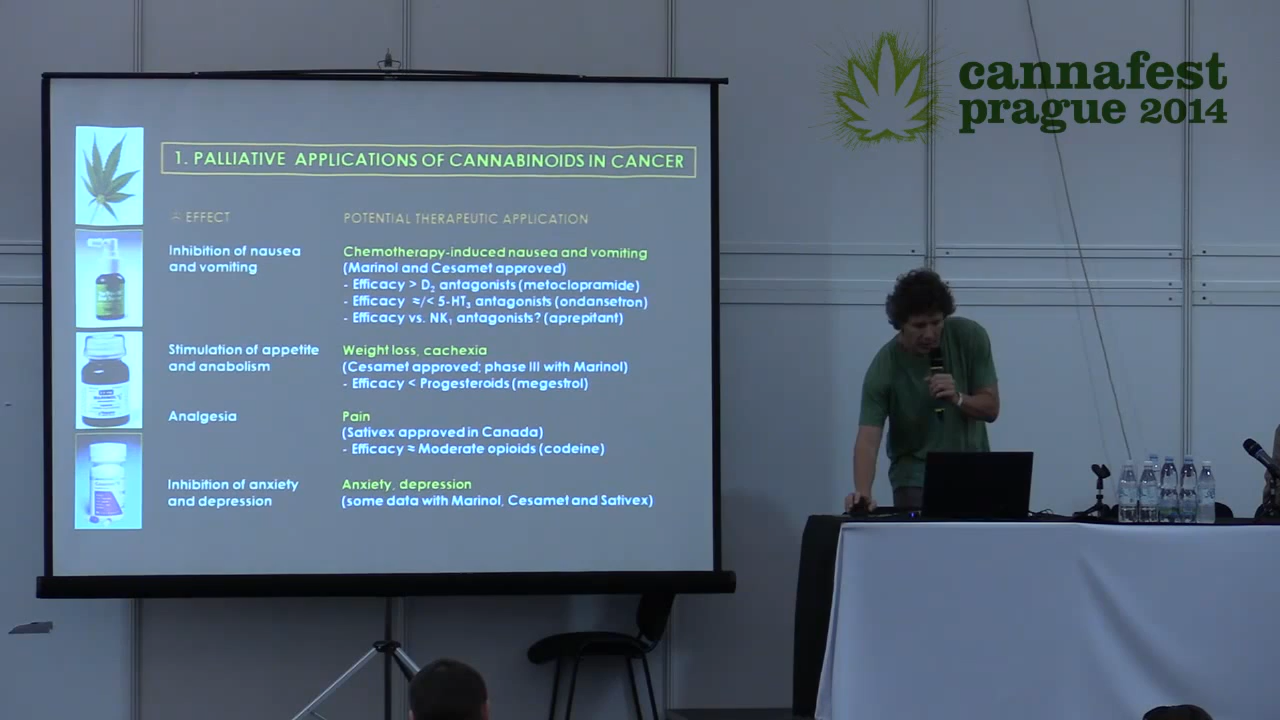 cannafest
prague 2014
1. PALLIATIVE APPLICATIONS OF CANNABINOIDS IN CANCER
EFFECT
POTENTIAL THERAPEUTIC APPLICATION
Inhibition of nausea
and vomiting
Chemotherapy-induced nausea and vomiting
(Marinol and Cesamet approved)
- Efficacy > D₂ antagonists (metoclopramide)
- Efficacy ≈/< 5-HT₃ antagonists (ondansetron)
- Efficacy vs. NK₁ antagonists? (aprepitant)
Stimulation of appetite
and anabolism
Weight loss, cachexia
(Cesamet approved; phase III with Marinol)
- Efficacy < Progesteroids (megestrol)
Analgesia
Pain
(Sativex approved in Canada)
- Efficacy ≈ Moderate opioids (codeine)
Inhibition of anxiety
and depression
Anxiety, depression
(some data with Marinol, Cesamet and Sativex)